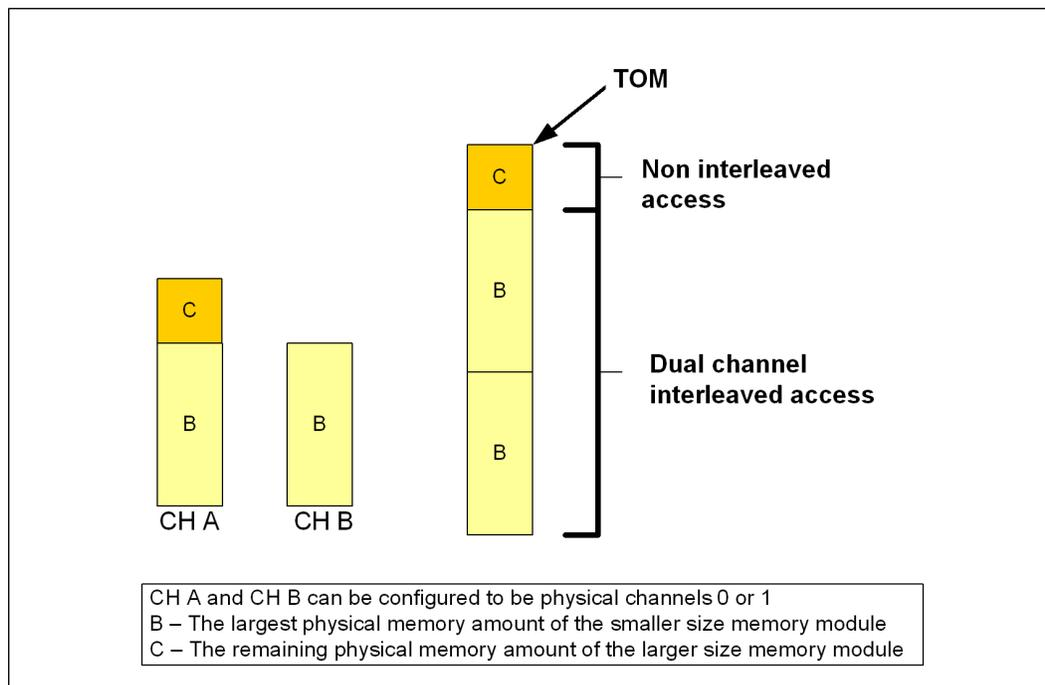 TOM
C
Non interleaved
access
B
C
Dual channel
interleaved access
B
B
B
CH A
CH B
CH A and CH B can be configured to be physical channels 0 or 1
B – The largest physical memory amount of the smaller size memory module
C – The remaining physical memory amount of the larger size memory module